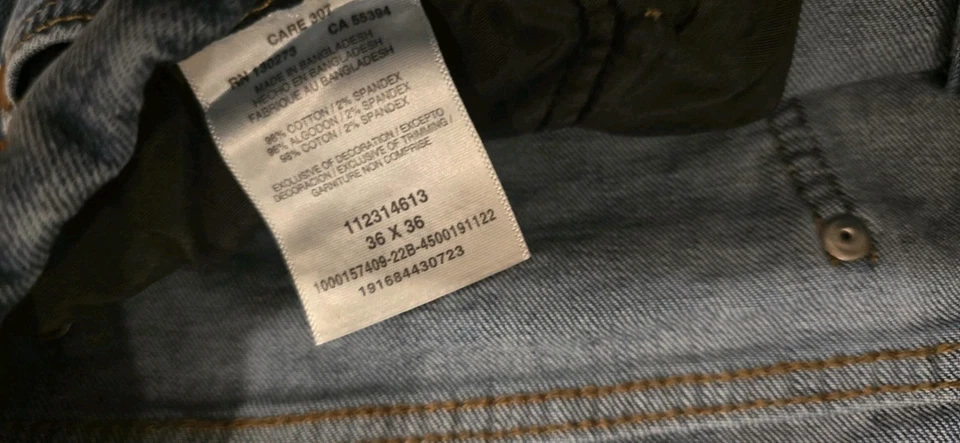 CARE 307
RN 130273 CA 55394
MADE IN BANGLADESH
HECHO EN BANGLADESH
FABRIQUE AU BANGLADESH
98% COTTON / 2% SPANDEX
98% ALGODON / 2% SPANDEX
98% COTON / 2% SPANDEX
EXCLUSIVE OF DECORATION / EXCEPTO
DECORACION / EXCLUSIVE OF TRIMMING /
GARNITURE NON COMPRISE
112314613
36 X 36
1000157409-22B-4500191122
191684430723